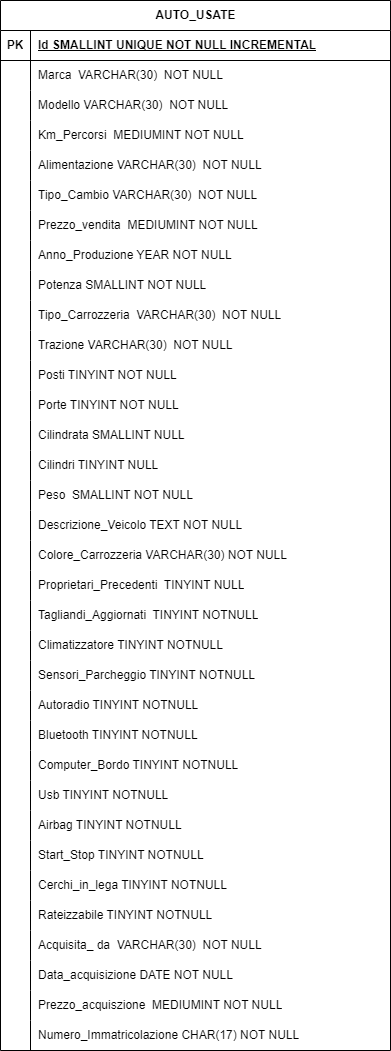 AUTO_USATE
PK Id SMALLINT UNIQUE NOT NULL INCREMENTAL
Marca VARCHAR(30) NOT NULL
Modello VARCHAR(30) NOT NULL
Km_Percorsi MEDIUMINT NOT NULL
Alimentazione VARCHAR(30) NOT NULL
Tipo_Cambio VARCHAR(30) NOT NULL
Prezzo_vendita MEDIUMINT NOT NULL
Anno_Produzione YEAR NOT NULL
Potenza SMALLINT NOT NULL
Tipo_Carrozzeria VARCHAR(30) NOT NULL
Trazione VARCHAR(30) NOT NULL
Posti TINYINT NOT NULL
Porte TINYINT NOT NULL
Cilindrata SMALLINT NULL
Cilindri TINYINT NULL
Peso SMALLINT NOT NULL
Descrizione_Veicolo TEXT NOT NULL
Colore_Carrozzeria VARCHAR(30) NOT NULL
Proprietari_Precedenti TINYINT NULL
Tagliandi_Aggiornati TINYINT NOTNULL
Climatizzatore TINYINT NOTNULL
Sensori_Parcheggio TINYINT NOTNULL
Autoradio TINYINT NOTNULL
Bluetooth TINYINT NOTNULL
Computer_Bordo TINYINT NOTNULL
Usb TINYINT NOTNULL
Airbag TINYINT NOTNULL
Start_Stop TINYINT NOTNULL
Cerchi_in_lega TINYINT NOTNULL
Rateizzabile TINYINT NOTNULL
Acquisita_ da VARCHAR(30) NOT NULL
Data_acquisizione DATE NOT NULL
Prezzo_acquiszione MEDIUMINT NOT NULL
Numero_Immatricolazione CHAR(17) NOT NULL